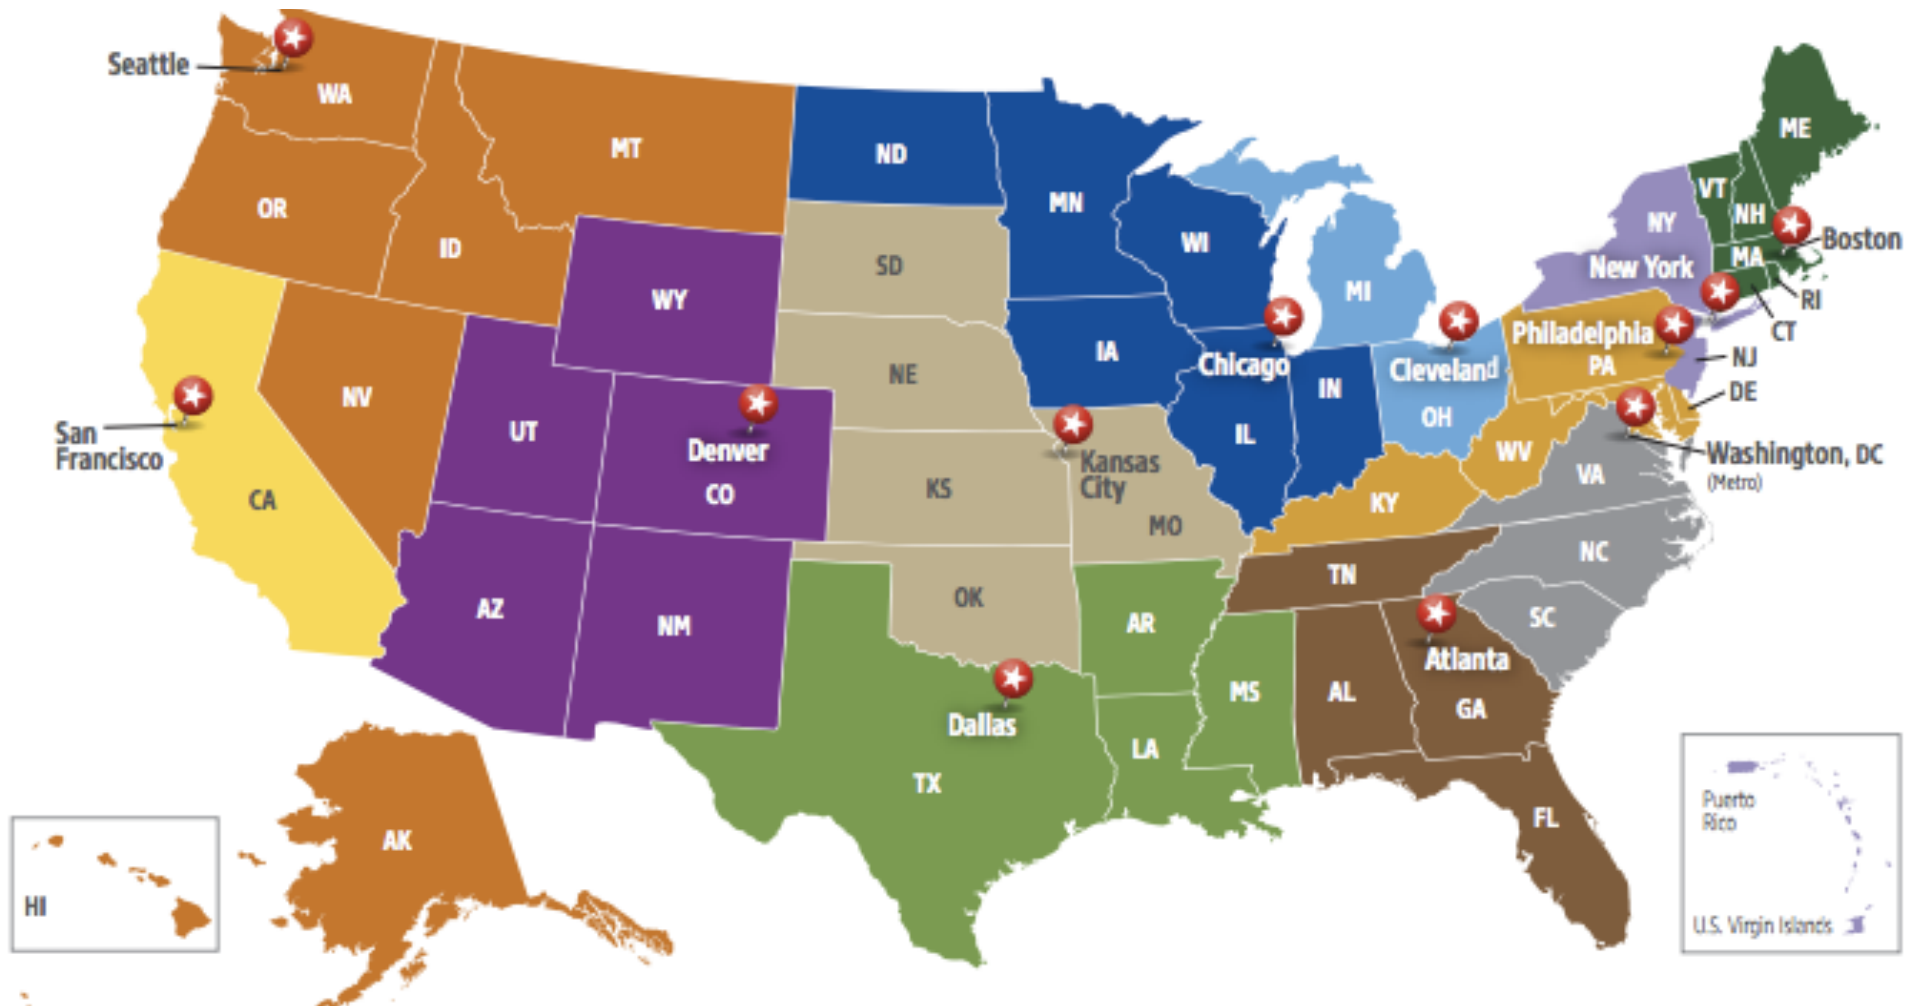 Seattle
WA
MT
ND
MN
ME
VT
NH
OR
ID
SD
WI
NY
MA
Boston
New York
WY
MI
RI
CT
IA
Chicago
Cleveland
Philadelphia
PA
NJ
DE
NE
NV
UT
Denver
CO
San
Francisco
CA
KS
Kansas
City
MO
IL
IN
OH
WV
KY
VA
Washington, DC
(Metro)
AZ
NM
OK
AR
TN
NC
SC
Atlanta
GA
AL
MS
Dallas
LA
TX
FL
AK
HI
Puerto
Rico
U.S. Virgin Islands